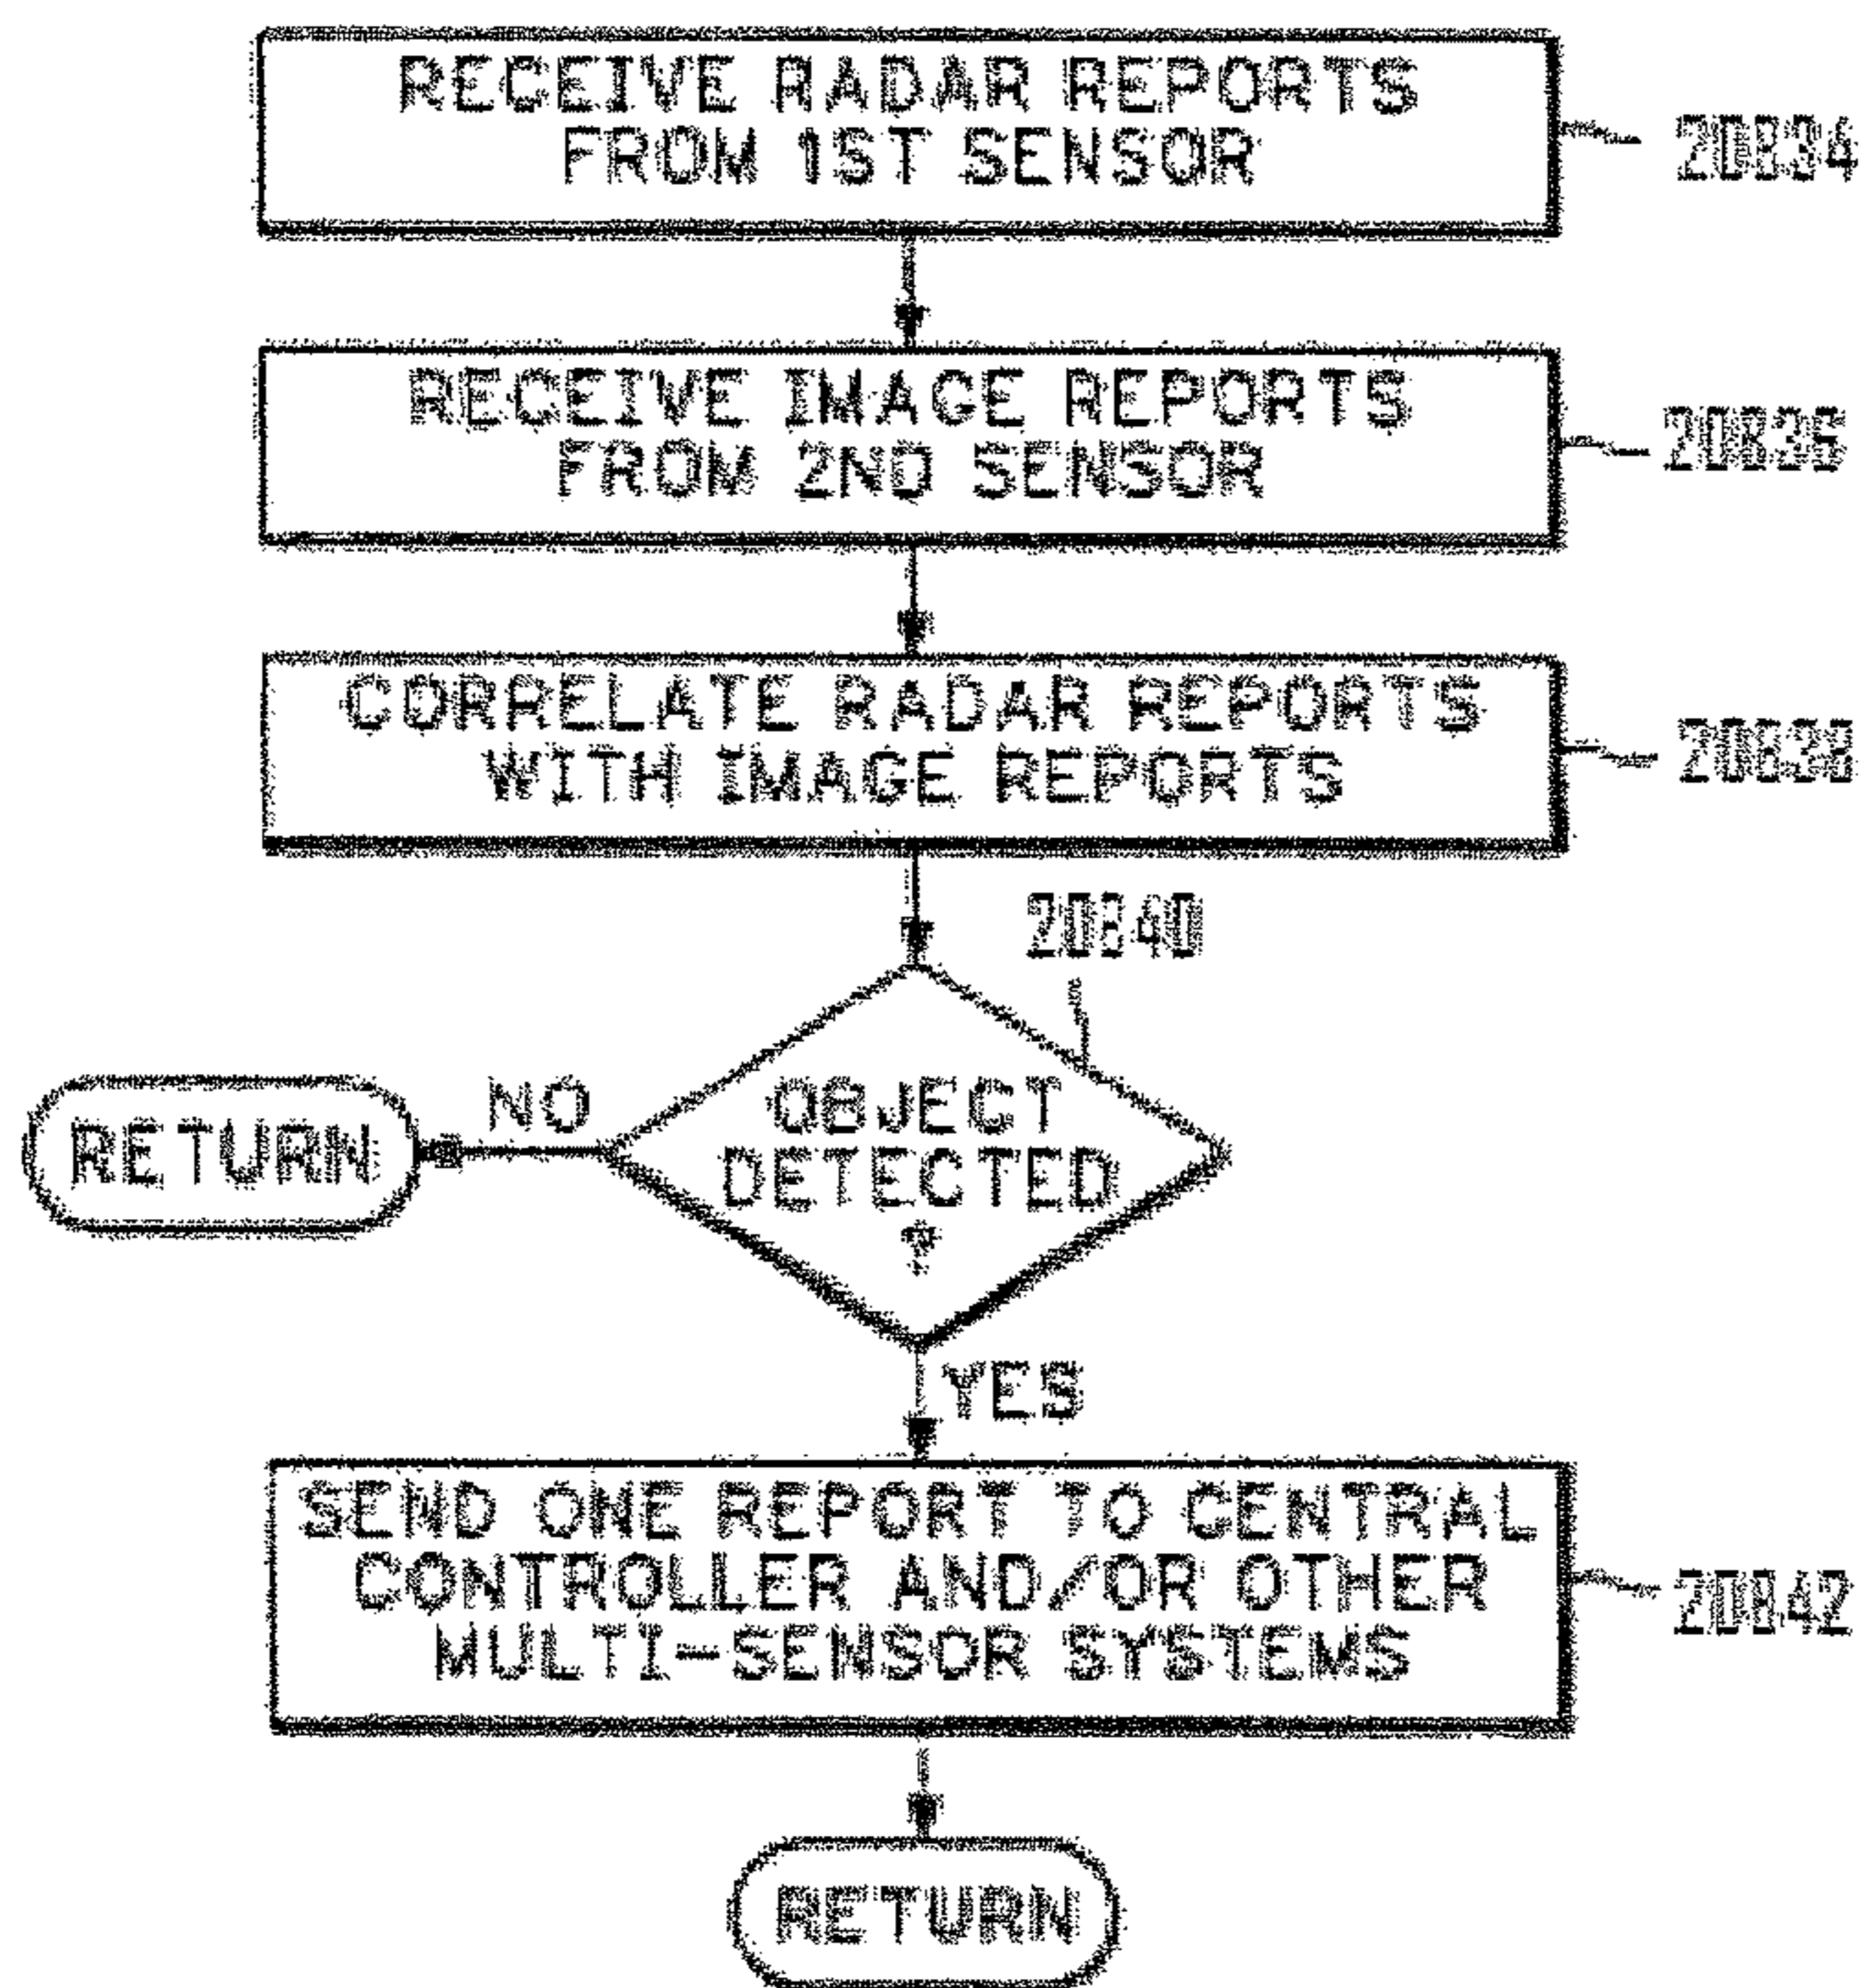 RECEIVE RADAR REPORTS
FROM 1ST SENSOR
RECEIVE IMAGE REPORTS
FROM 2ND SENSOR
CORRELATE RADAR REPORTS
WITH IMAGE REPORTS
NO
OBJECT
DETECTED
?
RETURN
YES
SEND ONE REPORT TO CENTRAL
CONTROLLER AND/OR OTHER
MULTI-SENSOR SYSTEMS
RETURN